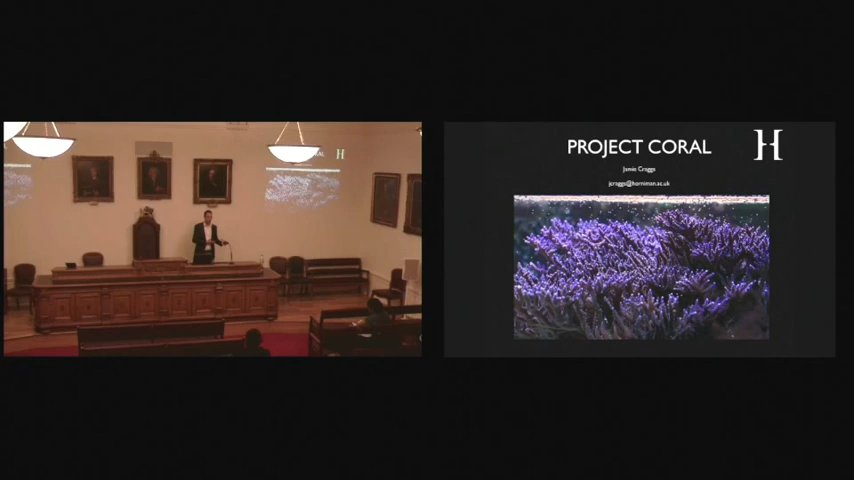 PROJECT CORAL
H
Jamie Craggs
jcraggs@horniman.ac.uk